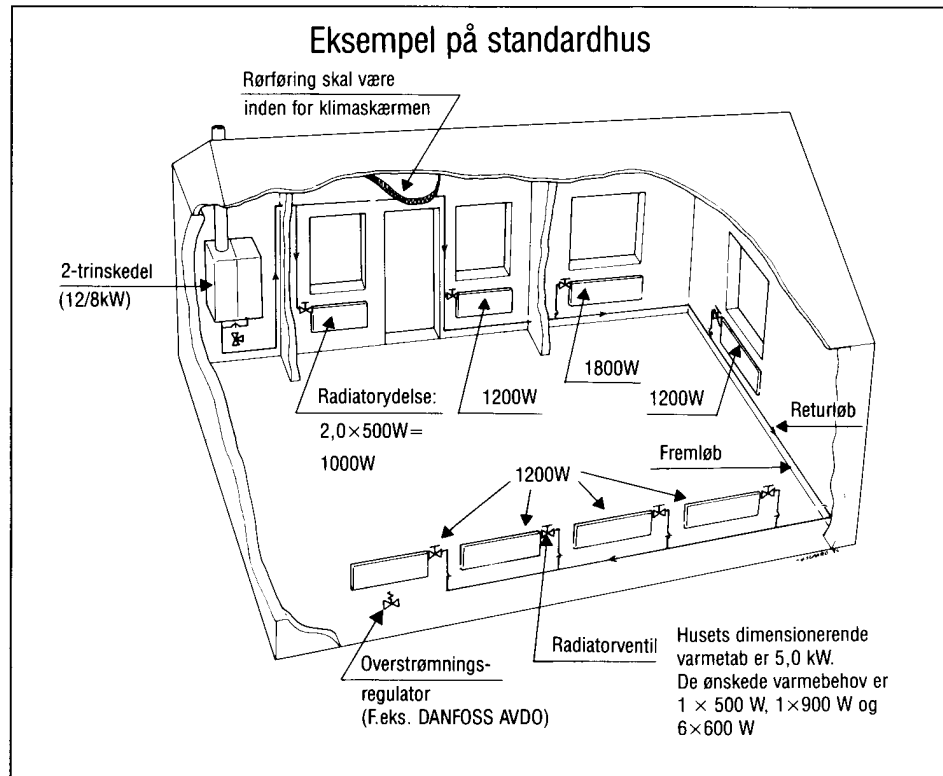 Eksempel på standardhus
Rørføring skal være
inden for klimaskærmen
2-trinskedel
(12/8kW)
Radiatorydelse:
2,0×500W=
1000W
1200W
1800W
1200W
Returløb
Fremløb
1200W
Overstrømnings-
regulator
(F.eks. DANFOSS AVDO)
Radiatorventil
Husets dimensionerende
varmetab er 5,0 kW.
De ønskede varmebehov er
1 × 500 W, 1×900 W og
6×600 W